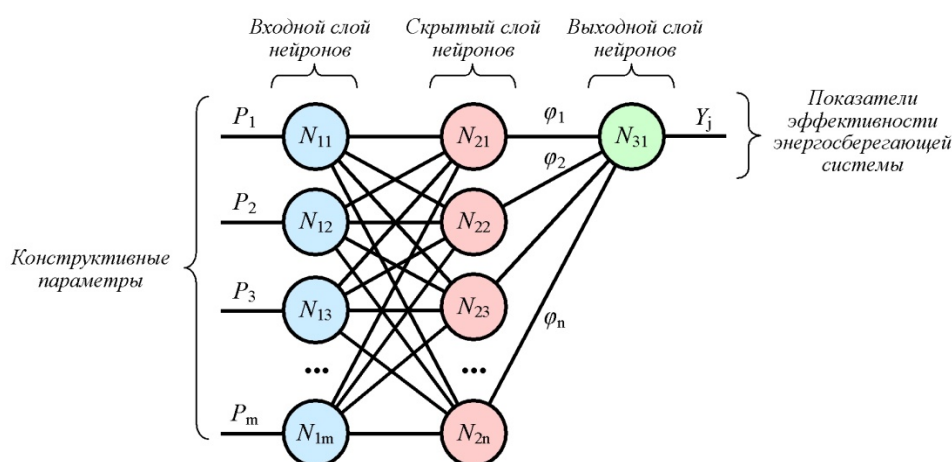 Входной слой
нейронов
Скрытый слой
нейронов
Выходной слой
нейронов
Конструктивные
параметры
P1
P2
P3
Pm
N11
N12
N13
...
N1m
N21
N22
N23
...
N2n
φ1
φ2
φn
N31
Yj
Показатели
эффективности
энергосберегающей
системы